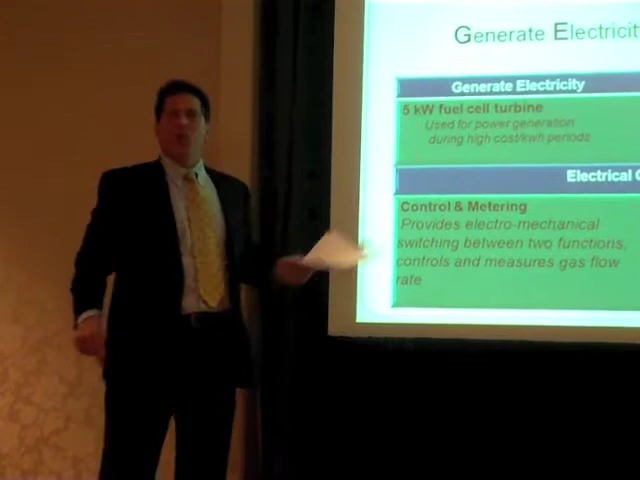 Generate Electricit
Generate Electricity
5 kW fuel cell turbine
Used for power generation
during high cost/kwh periods
Electrical
Control & Metering
Provides electro-mechanical
switching between two functions,
controls and measures gas flow
rate